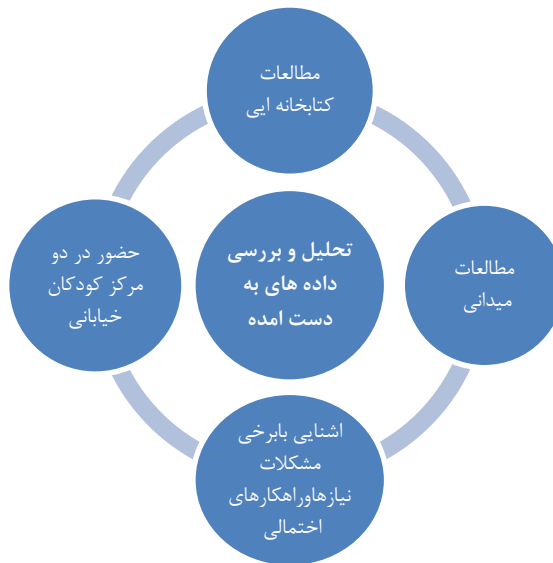 مطالعات
کتابخانه ایی
تحلیل و بررسی
داده های به
دست امده
مطالعات
میدانی
حضور در دو
مرکز کودکان
خیابانی
اشنایی بابرخی
مشکلات
نیازهاوراهکارهای
اختمالی